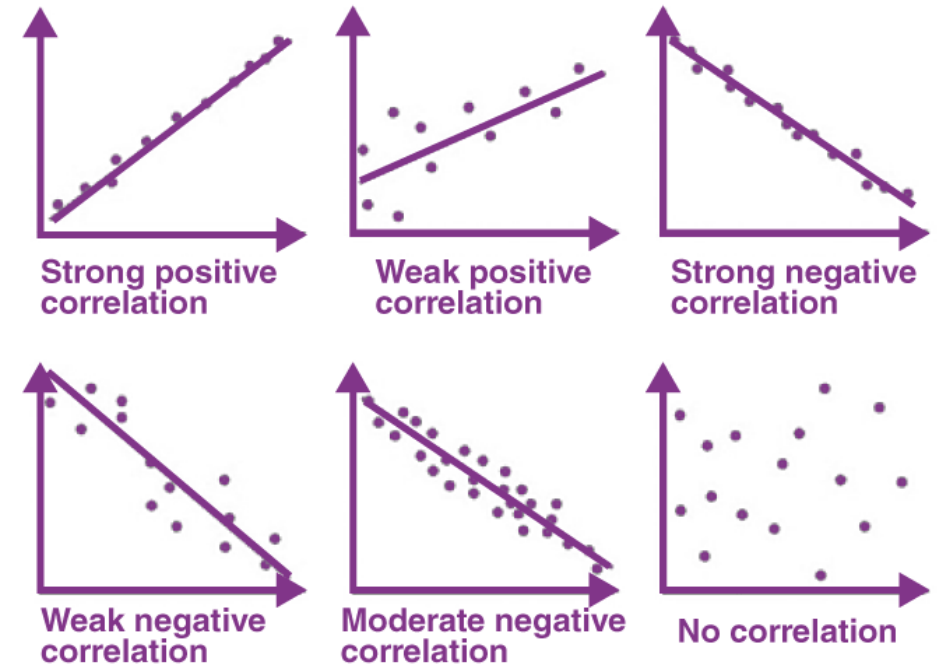 Strong positive
correlation
Weak positive
correlation
Strong negative
correlation
Weak negative
correlation
Moderate negative
correlation
No correlation